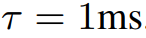 τ = 1ms.